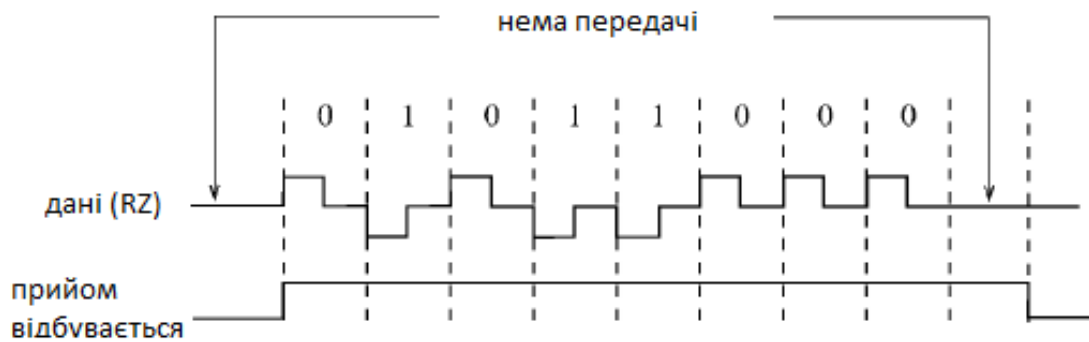 нема передачі
0 1 0 1 1 0 0 0
дані (RZ)
прийом
відбувається